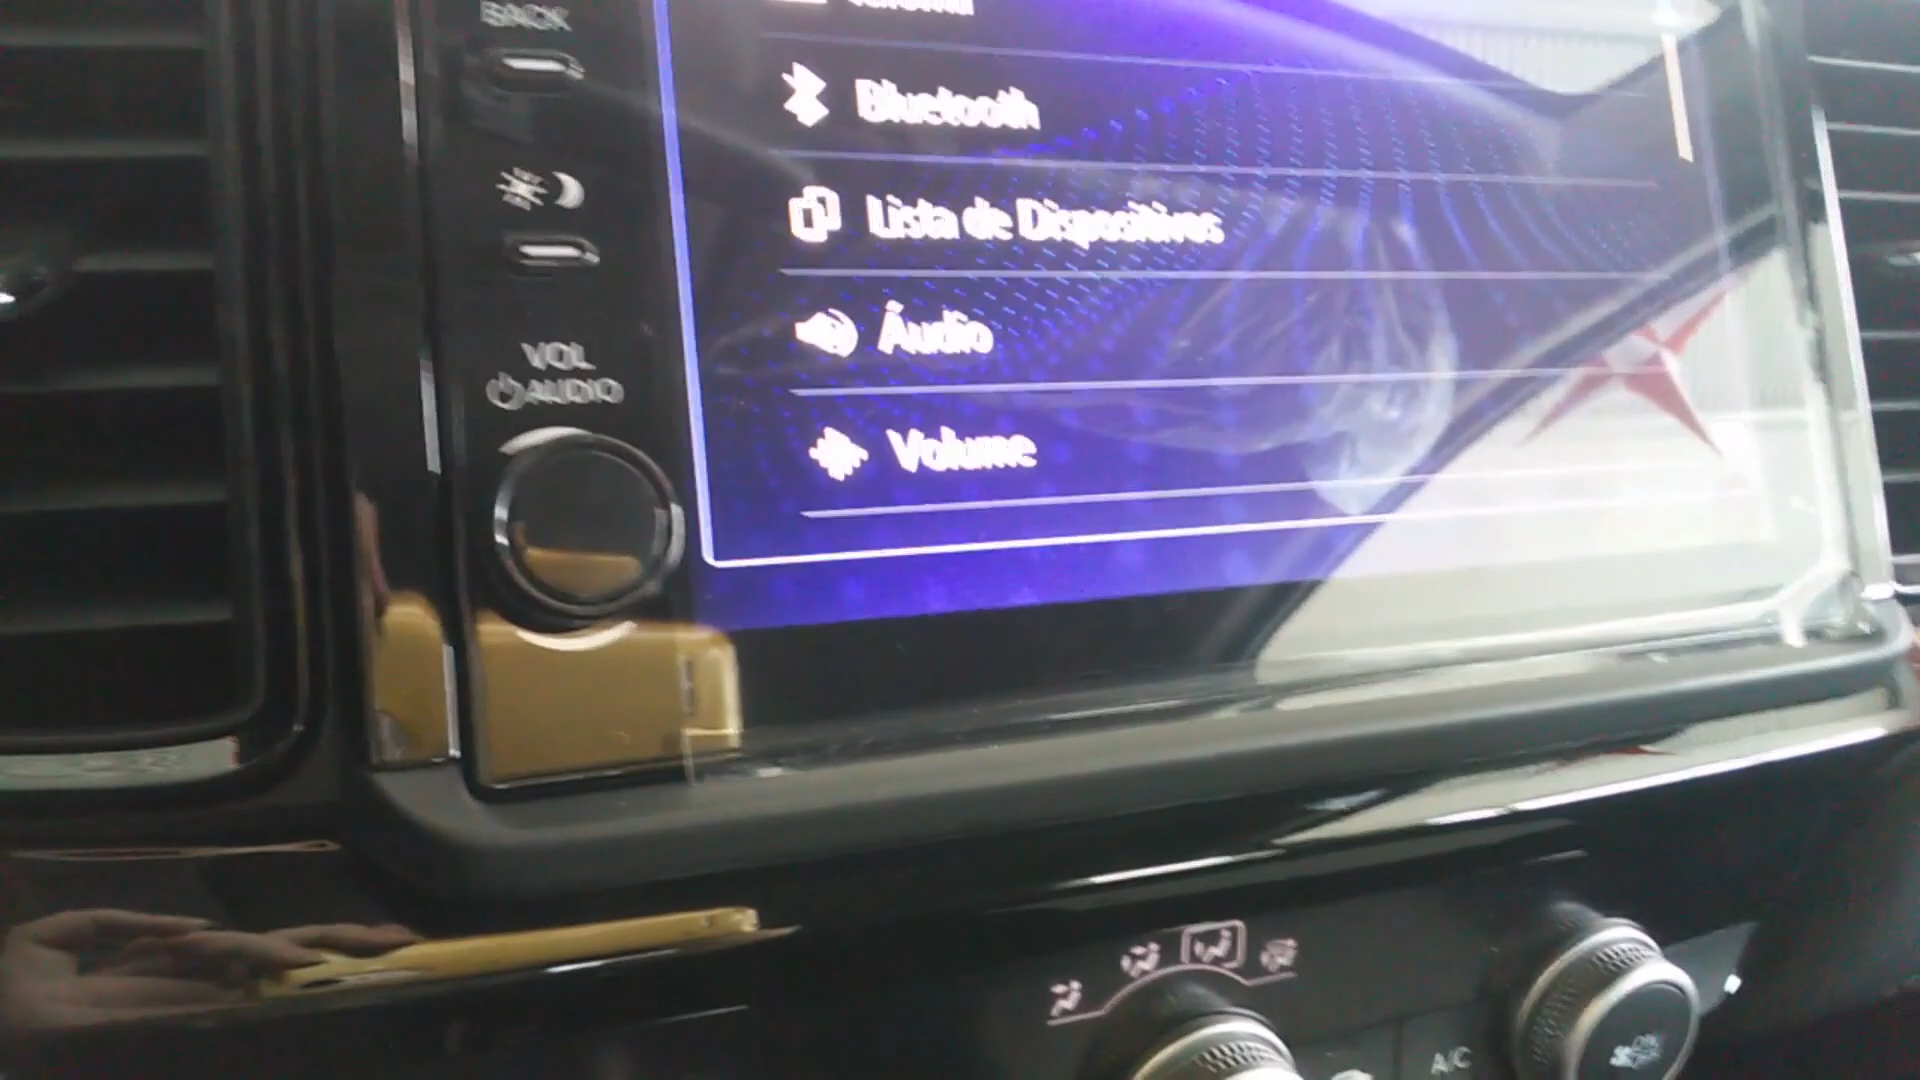 BACK
Bluetooth
Lista de Dispositivos
VOL
AUDIO
Áudio
Volume
A/C